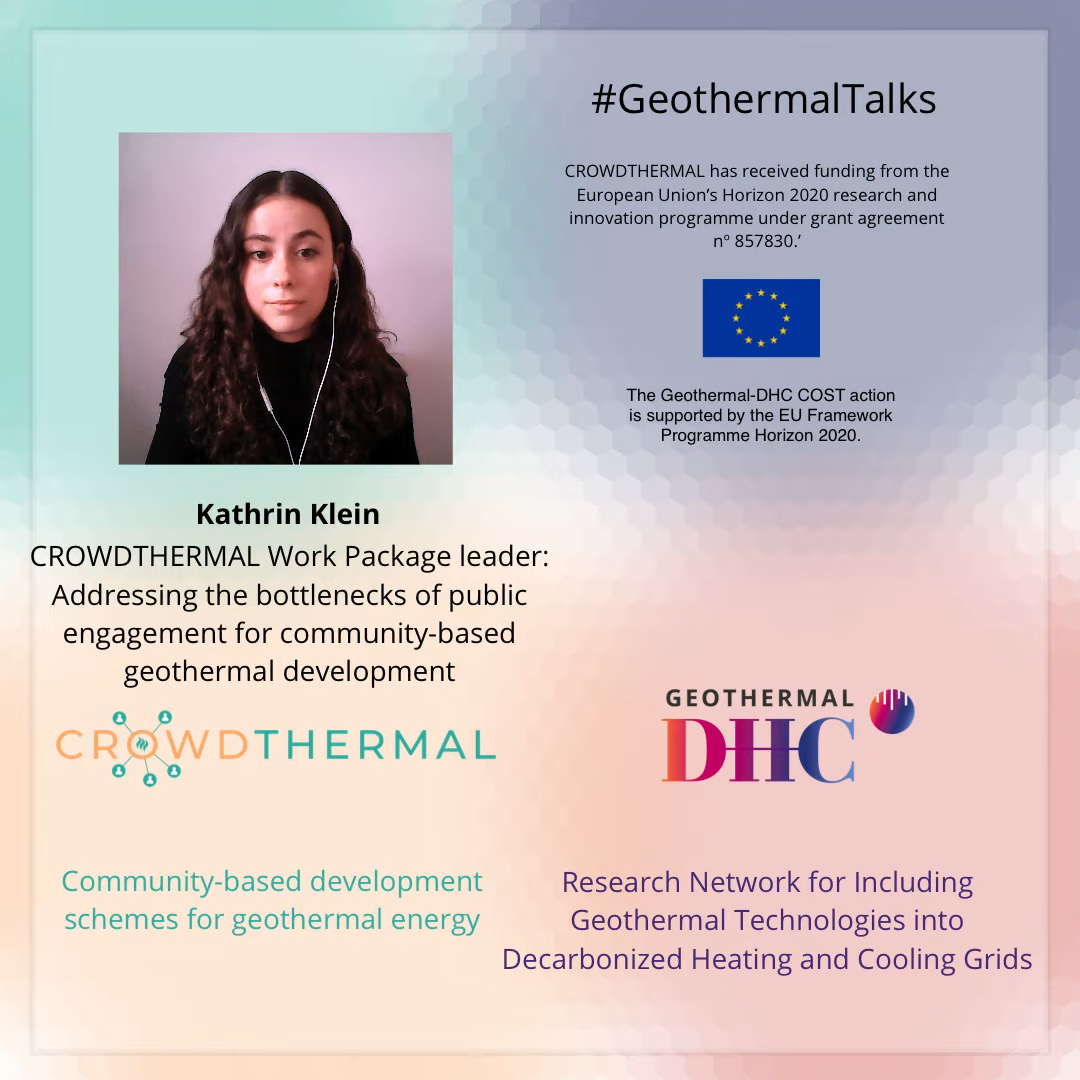 #GeothermalTalks
CROWDTHERMAL has received funding from the
European Union’s Horizon 2020 research and
innovation programme under grant agreement
nº 857830.’
The Geothermal-DHC COST action
is supported by the EU Framework
Programme Horizon 2020.
Kathrin Klein
CROWDTHERMAL Work Package leader:
Addressing the bottlenecks of public
engagement for community-based
geothermal development
CROWDTHERMAL
Community-based development
schemes for geothermal energy
GEOTHERMAL
DHC
Research Network for Including
Geothermal Technologies into
Decarbonized Heating and Cooling Grids